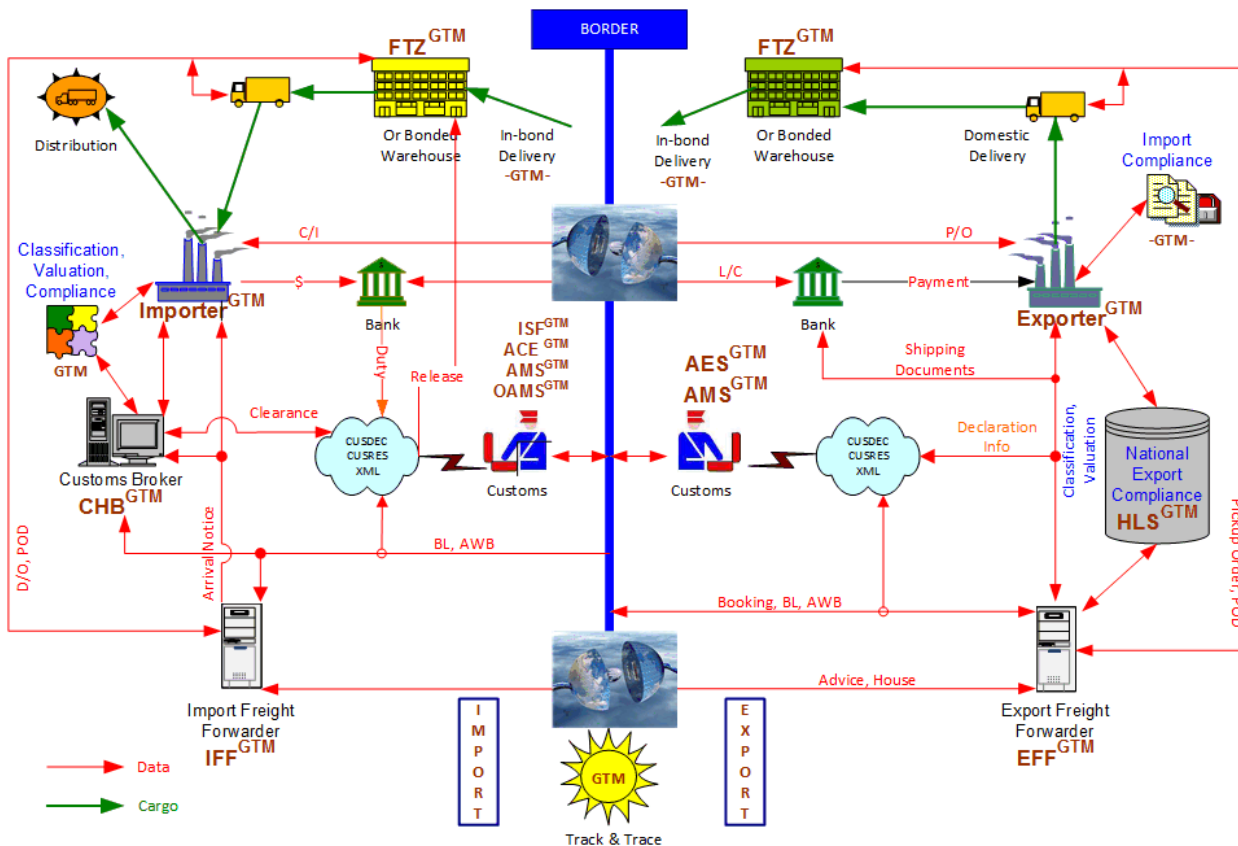 BORDER
FTZ GTM
FTZ GTM
Distribution
Or Bonded
Warehouse
In-bond
Delivery
-GTM-
In-bond
Delivery
-GTM-
Or Bonded
Warehouse
Domestic
Delivery
Import
Compliance
-GTM-
C/I
P/O
Classification,
Valuation,
Compliance
GTM
$
L/C
Payment
Importer GTM
Bank
Bank
Exporter GTM
ISF GTM
ACE GTM
AMS GTM
OAMS GTM
AES GTM
AMS GTM
Shipping
Documents
Duty
Release
Clearance
CUSDEC
CUSRES
XML
Customs
Customs
CUSDEC
CUSRES
XML
Declaration
Info
Classification,
Valuation
National
Export
Compliance
HLS GTM
Customs Broker
CHB GTM
D/O, POD
Arrival Notice
BL, AWB
Booking, BL, AWB
Pickup Order, POD
Advice, House
Import Freight
Forwarder
IFF GTM
IMPORT
EXPORT
Export Freight
Forwarder
EFF GTM
Data
Cargo
GTM
Track & Trace